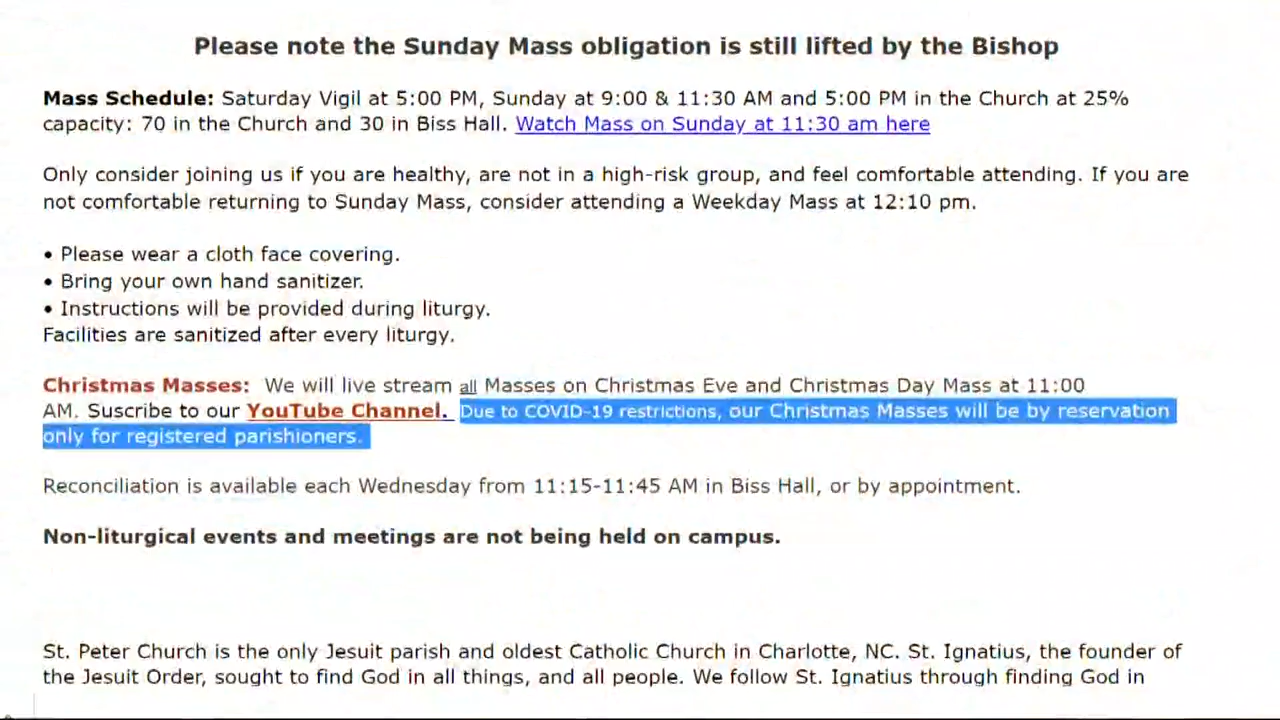 Please note the Sunday Mass obligation is still lifted by the Bishop
Mass Schedule: Saturday Vigil at 5:00 PM, Sunday at 9:00 & 11:30 AM and 5:00 PM in the Church at 25%
capacity: 70 in the Church and 30 in Biss Hall. Watch Mass on Sunday at 11:30 am here
Only consider joining us if you are healthy, are not in a high-risk group, and feel comfortable attending. If you are
not comfortable returning to Sunday Mass, consider attending a Weekday Mass at 12:10 pm.
• Please wear a cloth face covering.
• Bring your own hand sanitizer.
• Instructions will be provided during liturgy.
Facilities are sanitized after every liturgy.
Christmas Masses: We will live stream all Masses on Christmas Eve and Christmas Day Mass at 11:00
AM. Suscribe to our YouTube Channel. Due to COVID-19 restrictions, our Christmas Masses will be by reservation
only for registered parishioners.
Reconciliation is available each Wednesday from 11:15-11:45 AM in Biss Hall, or by appointment.
Non-liturgical events and meetings are not being held on campus.
St. Peter Church is the only Jesuit parish and oldest Catholic Church in Charlotte, NC. St. Ignatius, the founder of
the Jesuit Order, sought to find God in all things, and all people. We follow St. Ignatius through finding God in